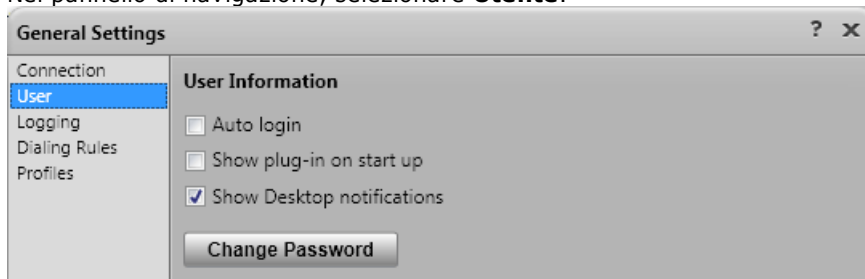 Nel pannello di navigazione, selezionare Utente.
General Settings ? x
Connection
User
Logging
Dialing Rules
Profiles
User Information
Auto login
Show plug-in on start up
Show Desktop notifications
Change Password